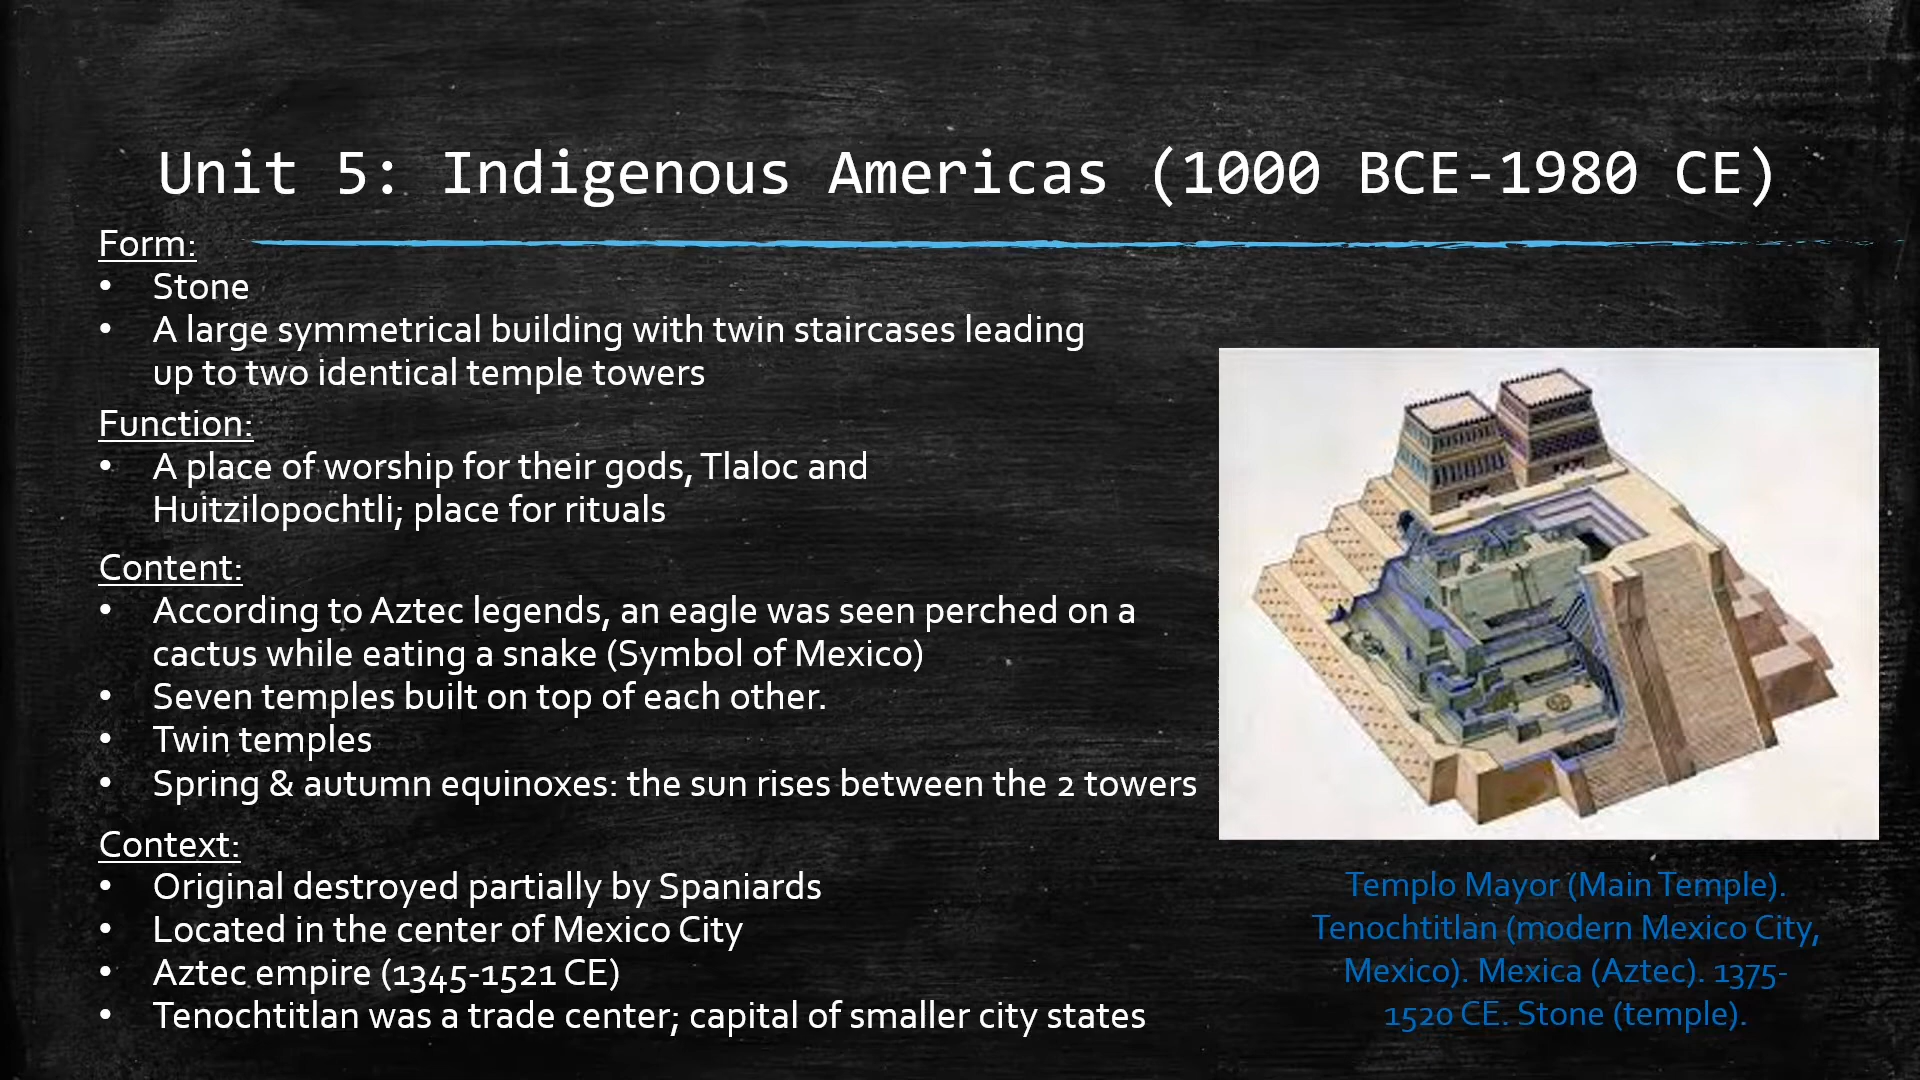 Unit 5: Indigenous Americas (1000 BCE-1980 CE)
Form:
• Stone
• A large symmetrical building with twin staircases leading
up to two identical temple towers
Function:
• A place of worship for their gods, Tlaloc and
Huitzilopochtli; place for rituals
Content:
• According to Aztec legends, an eagle was seen perched on a
cactus while eating a snake (Symbol of Mexico)
• Seven temples built on top of each other.
• Twin temples
• Spring & autumn equinoxes: the sun rises between the 2 towers
Context:
• Original destroyed partially by Spaniards
• Located in the center of Mexico City
• Aztec empire (1345-1521 CE)
• Tenochtitlan was a trade center; capital of smaller city states
Templo Mayor (Main Temple).
Tenochtitlan (modern Mexico City,
Mexico). Mexica (Aztec). 1375-
1520 CE. Stone (temple).